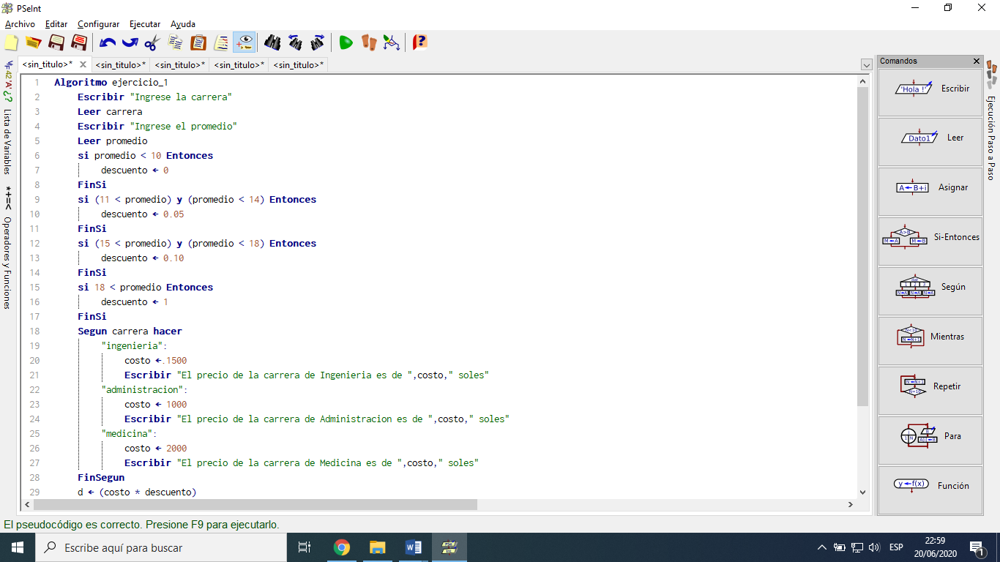 PSeInt
Archivo Editar Configurar Ejecutar Ayuda
<sin_titulo>* <sin_titulo>* <sin_titulo>* <sin_titulo>* <sin_titulo>*
Lista de Variables
*+=<
Operadores y Funciones
1 Algoritmo ejercicio_1
2 Escribir "Ingrese la carrera"
3 Leer carrera
4 Escribir "Ingrese el promedio"
5 Leer promedio
6 si promedio < 10 Entonces
7 descuento ← 0
8 FinSi
9 si (11 < promedio) y (promedio < 14) Entonces
10 descuento ← 0.05
11 FinSi
12 si (15 < promedio) y (promedio < 18) Entonces
13 descuento ← 0.10
14 FinSi
15 si 18 < promedio Entonces
16 descuento ← 1
17 FinSi
18 Segun carrera hacer
19 "ingenieria":
20 costo ←.1500
21 Escribir "El precio de la carrera de Ingenieria es de ",costo," soles"
22 "administracion":
23 costo ← 1000
24 Escribir "El precio de la carrera de Administracion es de ",costo," soles"
25 "medicina":
26 costo ← 2000
27 Escribir "El precio de la carrera de Medicina es de ",costo," soles"
28 FinSegun
29 d ← (costo * descuento)
Comandos
'Hola !' Escribir
Dato1 Leer
A←B+i Asignar
A>B M←A M←B Si-Entonces
Según
Mientras
Repetir
Para
y←f(x) Función
Ejecución Paso a Paso
El pseudocódigo es correcto. Presione F9 para ejecutarlo.
Escribe aquí para buscar
ESP
22:59
20/06/2020
1